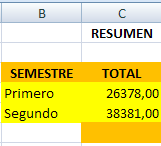 B C
RESUMEN
SEMESTRE TOTAL
Primero 26378,00
Segundo 38381,00